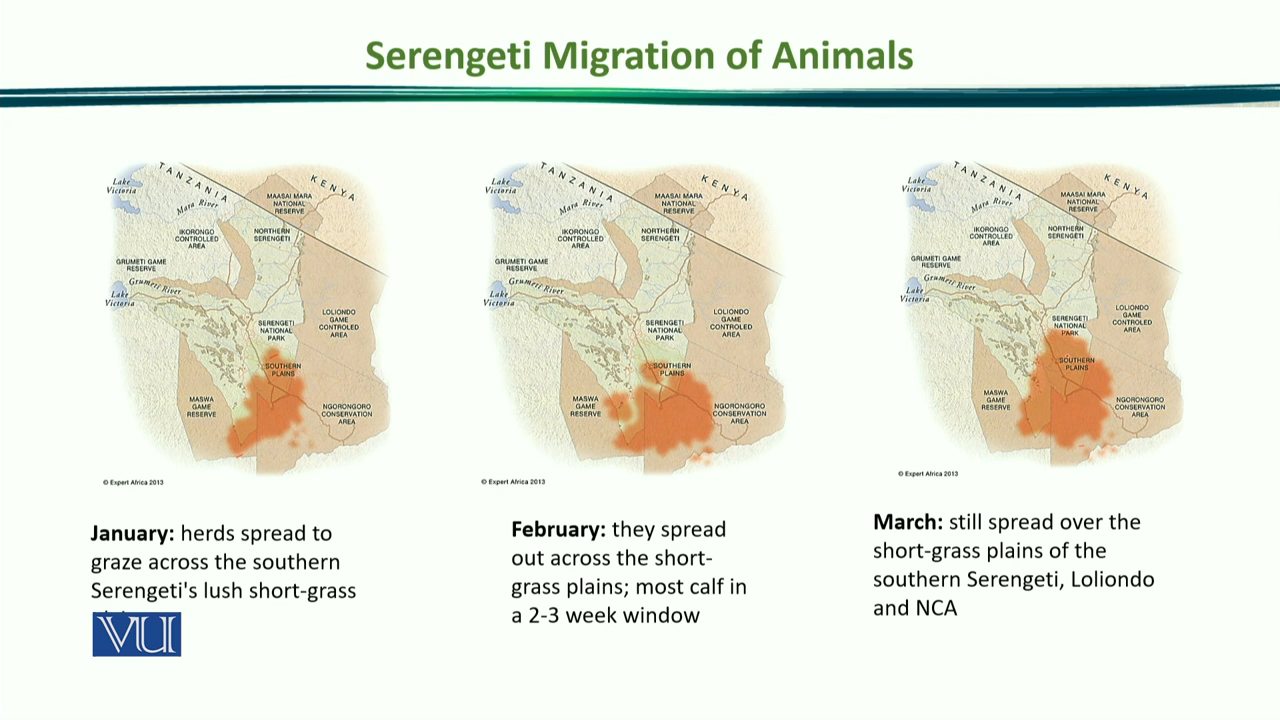 Serengeti Migration of Animals
TANZANIA
KENYA
Lake
Victoria
Mara River
MAASAI MARA
NATIONAL
RESERVE
IKORONGO
CONTROLLED
AREA
NORTHERN
SERENGETI
GRUMETI GAME
RESERVE
Grumeti River
Lake
Victoria
SERENGETI
NATIONAL
PARK
LOLIONDO
GAME
CONTROLED
AREA
SOUTHERN
PLAINS
MASWA
GAME
RESERVE
NGORONGORO
CONSERVATION
AREA
© Expert Africa 2013
January: herds spread to
graze across the southern
Serengeti's lush short-grass
VU
TANZANIA
KENYA
Lake
Victoria
Mara River
MAASAI MARA
NATIONAL
RESERVE
IKORONGO
CONTROLLED
AREA
NORTHERN
SERENGETI
GRUMETI GAME
RESERVE
Grumeti River
Lake
Victoria
SERENGETI
NATIONAL
PARK
LOLIONDO
GAME
CONTROLED
AREA
SOUTHERN
PLAINS
MASWA
GAME
RESERVE
NGORONGORO
CONSERVATION
AREA
© Expert Africa 2013
February: they spread
out across the short-
grass plains; most calf in
a 2-3 week window
TANZANIA
KENYA
Lake
Victoria
Mara River
MAASAI MARA
NATIONAL
RESERVE
IKORONGO
CONTROLLED
AREA
NORTHERN
SERENGETI
GRUMETI GAME
RESERVE
Grumeti River
Lake
Victoria
SERENGETI
NATIONAL
PARK
LOLIONDO
GAME
CONTROLED
AREA
SOUTHERN
PLAINS
MASWA
GAME
RESERVE
NGORONGORO
CONSERVATION
AREA
© Expert Africa 2013
March: still spread over the
short-grass plains of the
southern Serengeti, Loliondo
and NCA